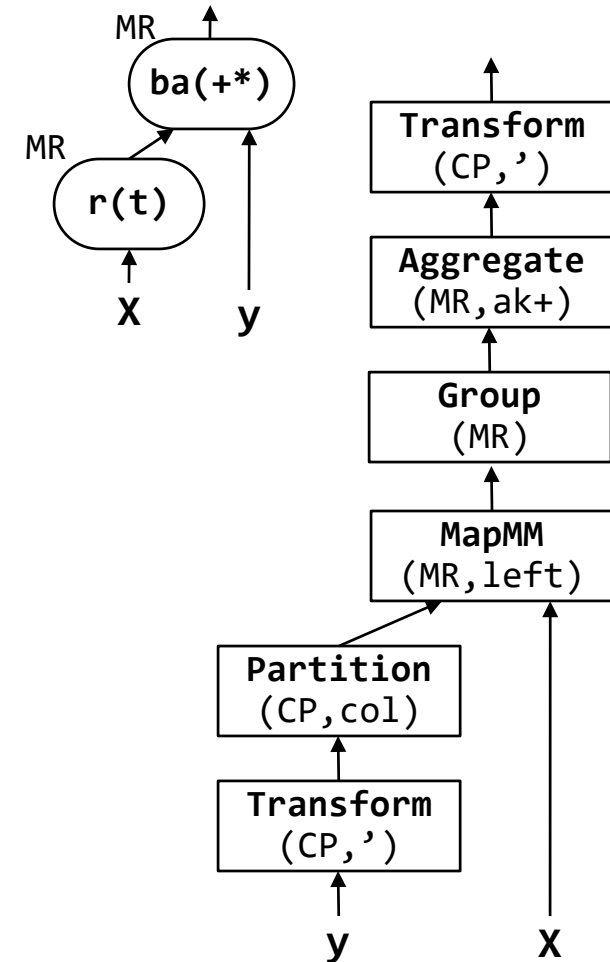 MR
ba(+*)
MR
r(t)
X
y
Transform
(CP,’)
Aggregate
(MR,ak+)
Group
(MR)
MapMM
(MR,left)
Partition
(CP,col)
Transform
(CP,’)
y
X